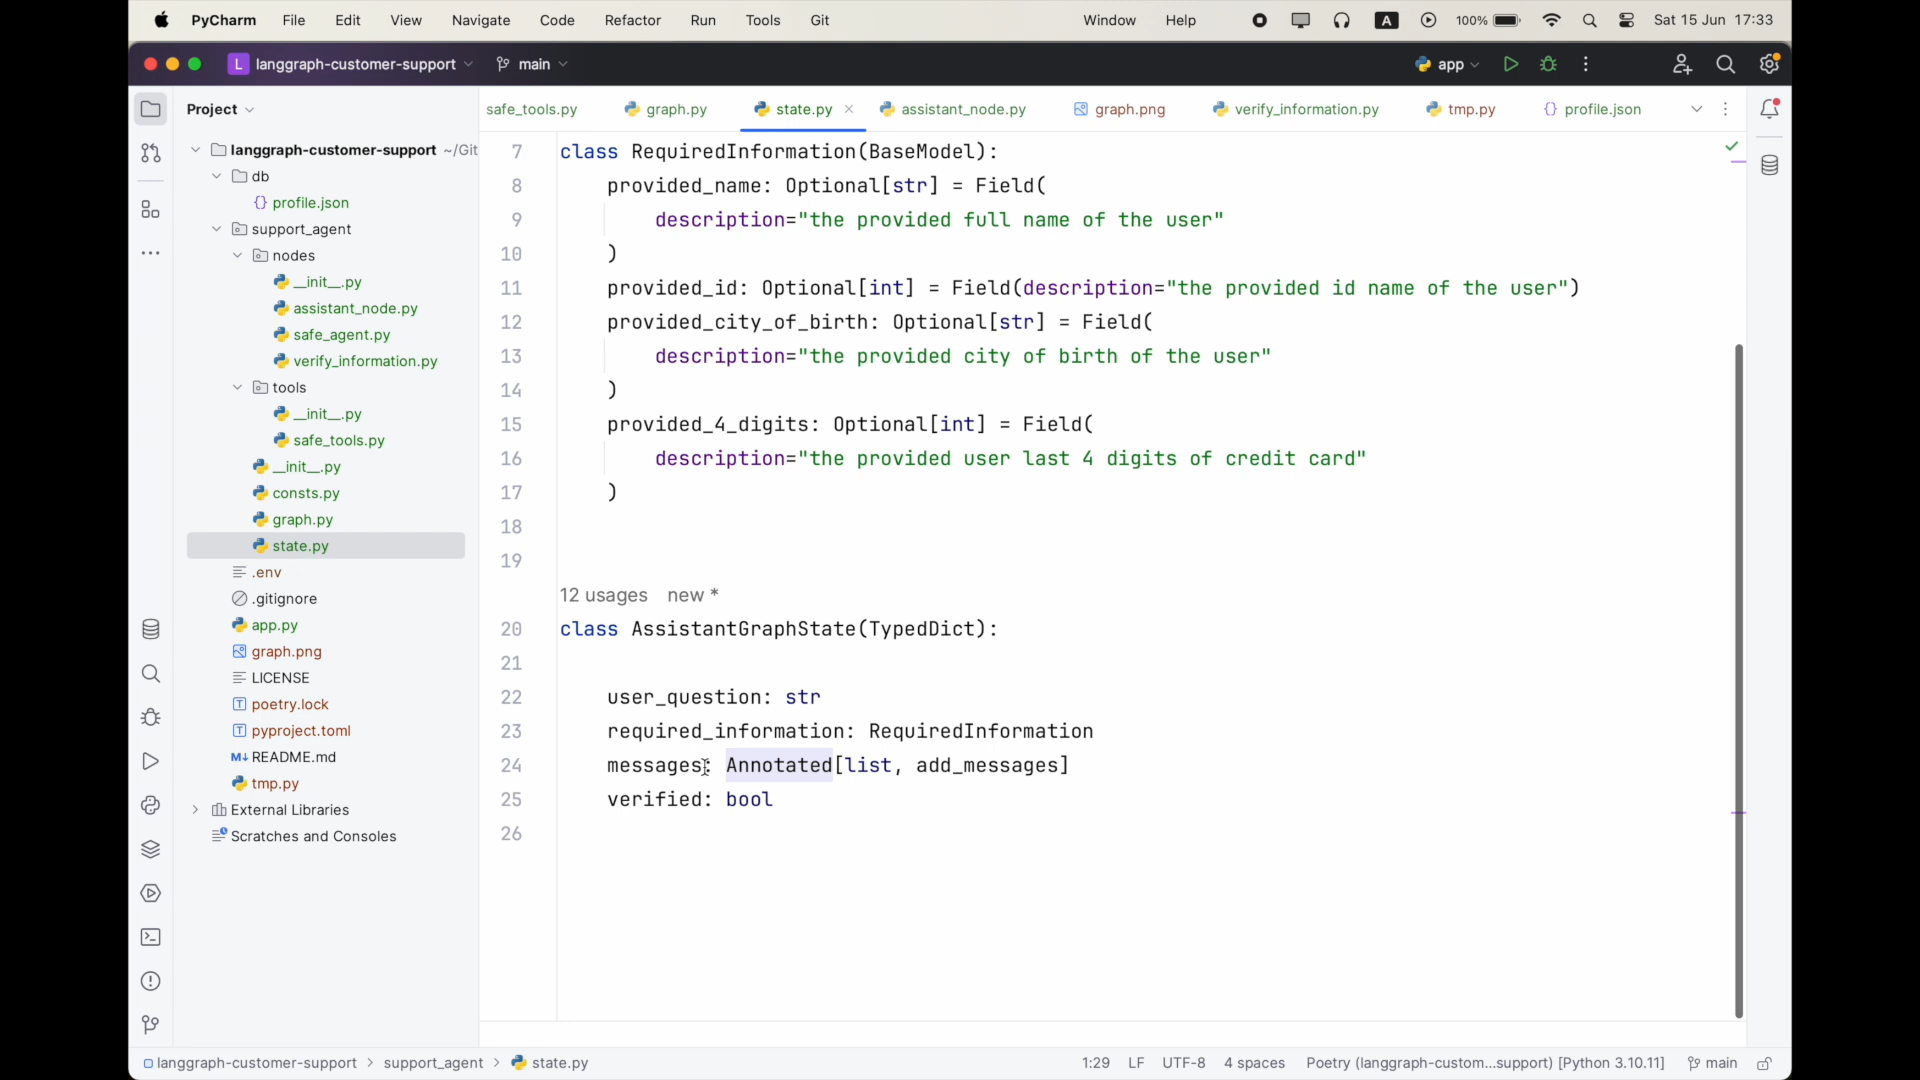 PyCharm File Edit View Navigate Code Refactor Run Tools Git Window Help A 100% Sat 15 Jun 17:33
L langgraph-customer-support main app
Project
safe_tools.py graph.py state.py assistant_node.py graph.png verify_information.py tmp.py {} profile.json
langgraph-customer-support ~/Git
db
{} profile.json
support_agent
nodes
__init__.py
assistant_node.py
safe_agent.py
verify_information.py
tools
__init__.py
safe_tools.py
__init__.py
consts.py
graph.py
state.py
.env
.gitignore
app.py
graph.png
LICENSE
T poetry.lock
T pyproject.toml
M↓ README.md
tmp.py
External Libraries
Scratches and Consoles
7 class RequiredInformation(BaseModel):
8 provided_name: Optional[str] = Field(
9 description="the provided full name of the user"
10 )
11 provided_id: Optional[int] = Field(description="the provided id name of the user")
12 provided_city_of_birth: Optional[str] = Field(
13 description="the provided city of birth of the user"
14 )
15 provided_4_digits: Optional[int] = Field(
16 description="the provided user last 4 digits of credit card"
17 )
18
19
12 usages new *
20 class AssistantGraphState(TypedDict):
21
22 user_question: str
23 required_information: RequiredInformation
24 messages: Annotated[list, add_messages]
25 verified: bool
26
langgraph-customer-support > support_agent > state.py 1:29 LF UTF-8 4 spaces Poetry (langgraph-custom...support) [Python 3.10.11] main